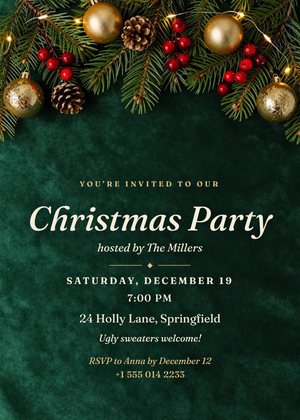 YOU'RE INVITED TO OUR
Christmas Party
hosted by The Millers
SATURDAY, DECEMBER 19
7:00 PM
24 Holly Lane, Springfield
Ugly sweaters welcome!
RSVP to Anna by December 12
+1 555 014 2233